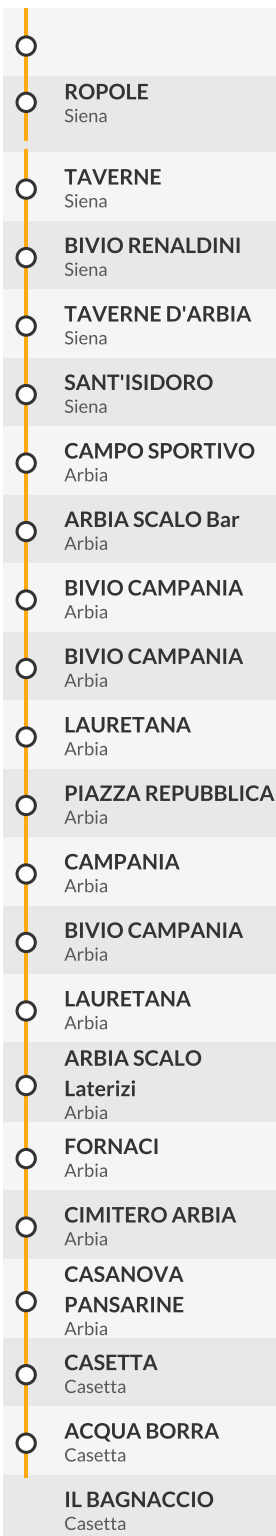 ROPOLE
Siena
TAVERNE
Siena
BIVIO RENALDINI
Siena
TAVERNE D'ARBIA
Siena
SANT'ISIDORO
Siena
CAMPO SPORTIVO
Arbia
ARBIA SCALO Bar
Arbia
BIVIO CAMPANIA
Arbia
BIVIO CAMPANIA
Arbia
LAURETANA
Arbia
PIAZZA REPUBBLICA
Arbia
CAMPANIA
Arbia
BIVIO CAMPANIA
Arbia
LAURETANA
Arbia
ARBIA SCALO
Laterizi
Arbia
FORNACI
Arbia
CIMITERO ARBIA
Arbia
CASANOVA
PANSARINE
Arbia
CASETTA
Casetta
ACQUA BORRA
Casetta
IL BAGNACCIO
Casetta